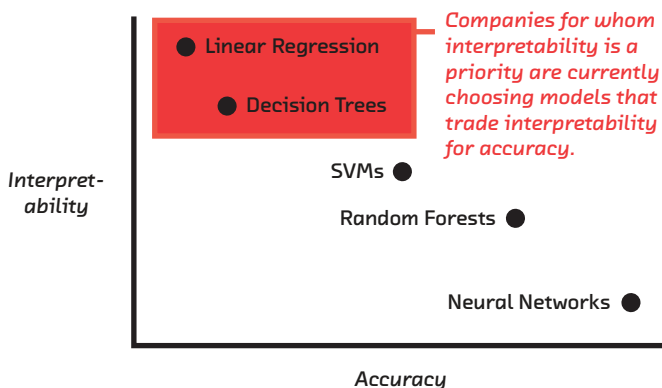 Linear Regression
Decision Trees
Companies for whom
interpretability is a
priority are currently
choosing models that
trade interpretability
for accuracy.
Interpret-
ability
SVMs
Random Forests
Neural Networks
Accuracy